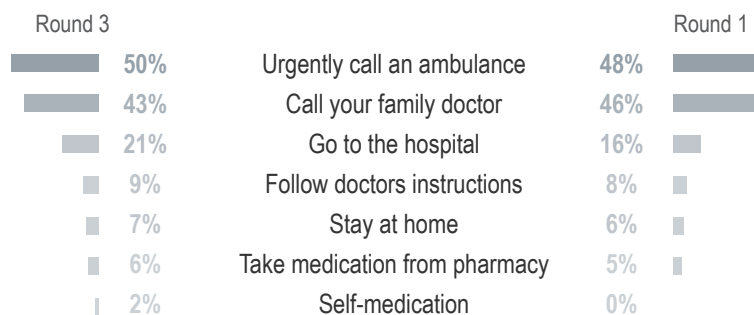 Round 3 Round 1
50% Urgently call an ambulance 48%
43% Call your family doctor 46%
21% Go to the hospital 16%
9% Follow doctors instructions 8%
7% Stay at home 6%
6% Take medication from pharmacy 5%
2% Self-medication 0%